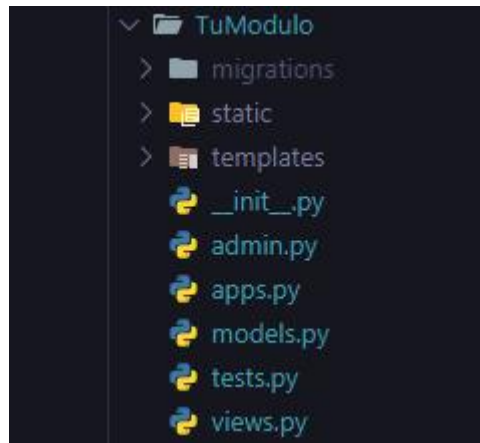 TuModulo
migrations
static
templates
__init__.py
admin.py
apps.py
models.py
tests.py
views.py